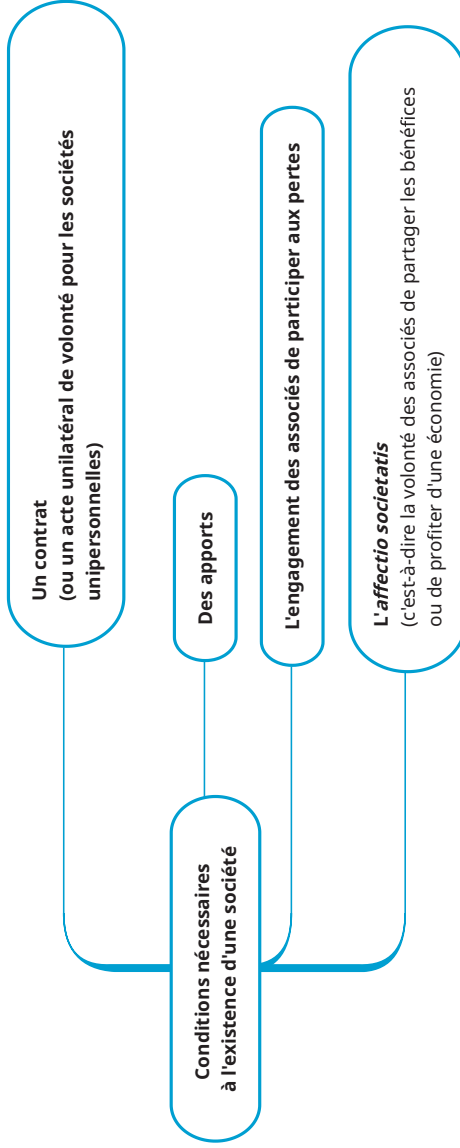 Un contrat
(ou un acte unilatéral de volonté pour les sociétés
unipersonnelles)
Des apports
Conditions nécessaires
à l'existence d'une société
L'engagement des associés de participer aux pertes
L'affectio societatis
(c'est-à-dire la volonté des associés de partager les bénéfices
ou de profiter d'une économie)